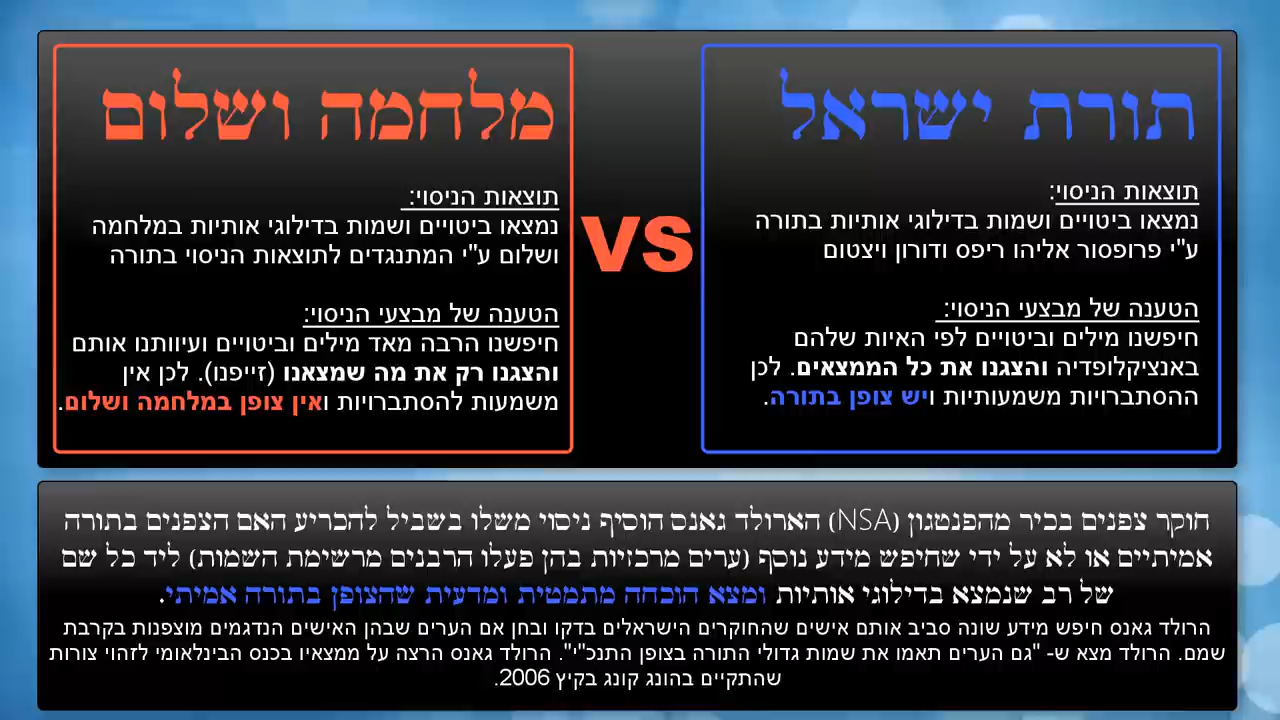 תורת ישראל
תוצאות הניסוי:
נמצאו ביטויים ושמות בדילוגי אותיות בתורה
ע"י פרופסור אליהו ריפס ודורון ויצטום
הטענה של מבצעי הניסוי:
חיפשנו מילים וביטויים לפי האיות שלהם
באנציקלופדיה והצגנו את כל הממצאים. לכן
ההסתברויות משמעותיות ויש צופן בתורה.
VS
מלחמה ושלום
תוצאות הניסוי:
נמצאו ביטויים ושמות בדילוגי אותיות במלחמה
ושלום ע"י המתנגדים לתוצאות הניסוי בתורה
הטענה של מבצעי הניסוי:
חיפשנו הרבה מאד מילים וביטויים ועיוותנו אותם
והצגנו רק את מה שמצאנו (זייפנו). לכן אין
משמעות להסתברויות ואין צופן במלחמה ושלום.
חוקר צפנים בכיר מהפנטגון (NSA) הארולד גאנס הוסיף ניסוי משלו בשביל להכריע האם הצפנים בתורה
אמיתיים או לא על ידי שחיפש מידע נוסף (ערים מרכזיות בהן פעלו הרבנים מרשימת השמות) ליד כל שם
של רב שנמצא בדילוגי אותיות ומצא הוכחה מתמטית ומדעית שהצופן בתורה אמיתי.
הרולד גאנס חיפש מידע שונה סביב אותם אישים שהחוקרים הישראלים בדקו ובחן אם הערים שבהן האישים הנדגמים מוצפנות בקרבת
שמם. הרולד מצא ש- "גם הערים תאמו את שמות גדולי התורה בצופן התנכ"י". הרולד גאנס הרצה על ממצאיו בכנס הבינלאומי לזהוי צורות
שהתקיים בהונג קונג בקיץ 2006.